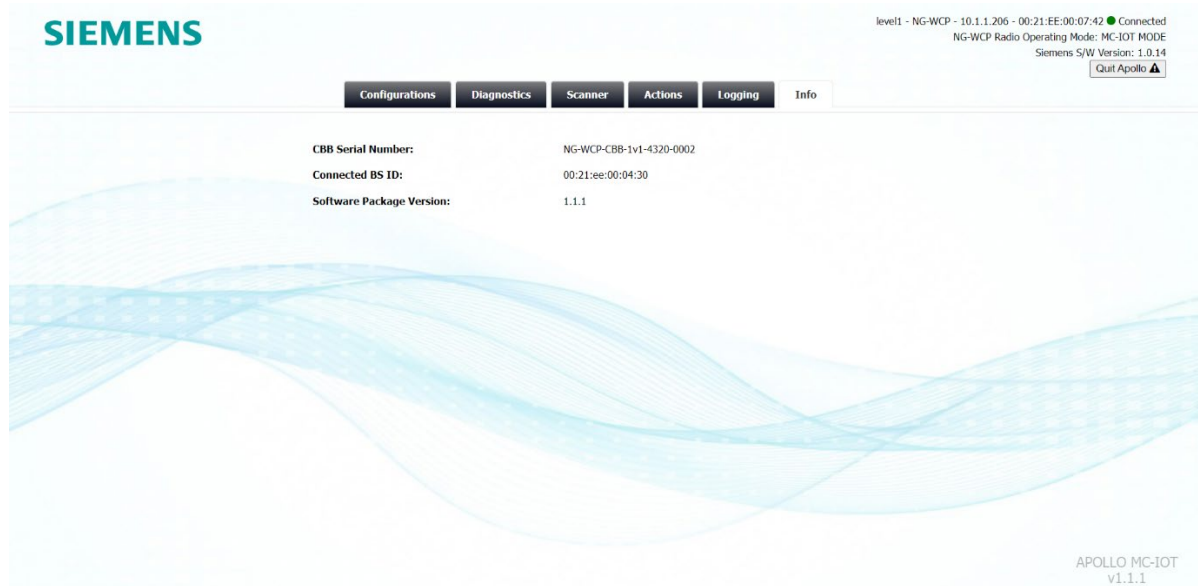 SIEMENS
level1 - NG-WCP - 10.1.1.206 - 00:21:EE:00:07:42 Connected
NG-WCP Radio Operating Mode: MC-IOT MODE
Siemens S/W Version: 1.0.14
Quit Apollo
Configurations Diagnostics Scanner Actions Logging Info
CBB Serial Number: NG-WCP-CBB-1v1-4320-0002
Connected BS ID: 00:21:ee:00:04:30
Software Package Version: 1.1.1
APOLLO MC-IOT
v1.1.1